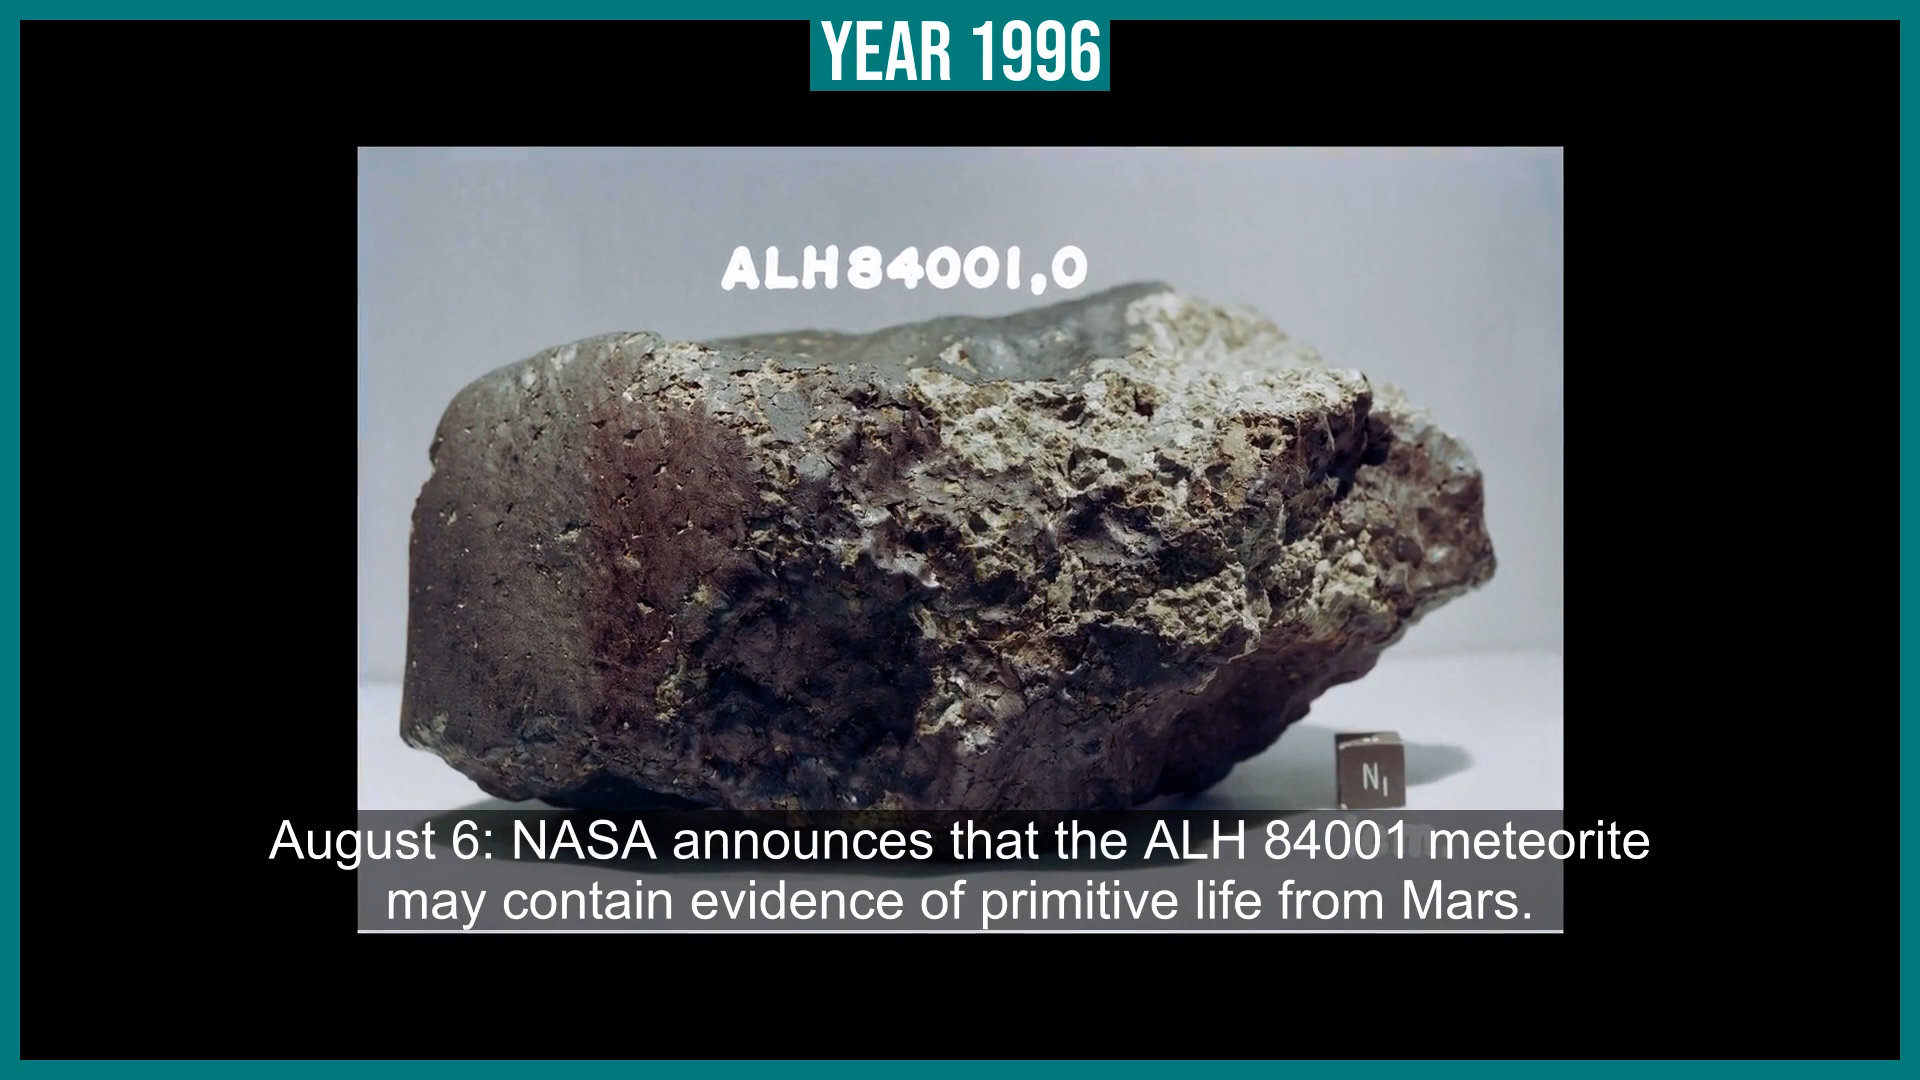 YEAR 1996
ALH84001,0
N1
August 6: NASA announces that the ALH 84001 meteorite
may contain evidence of primitive life from Mars.